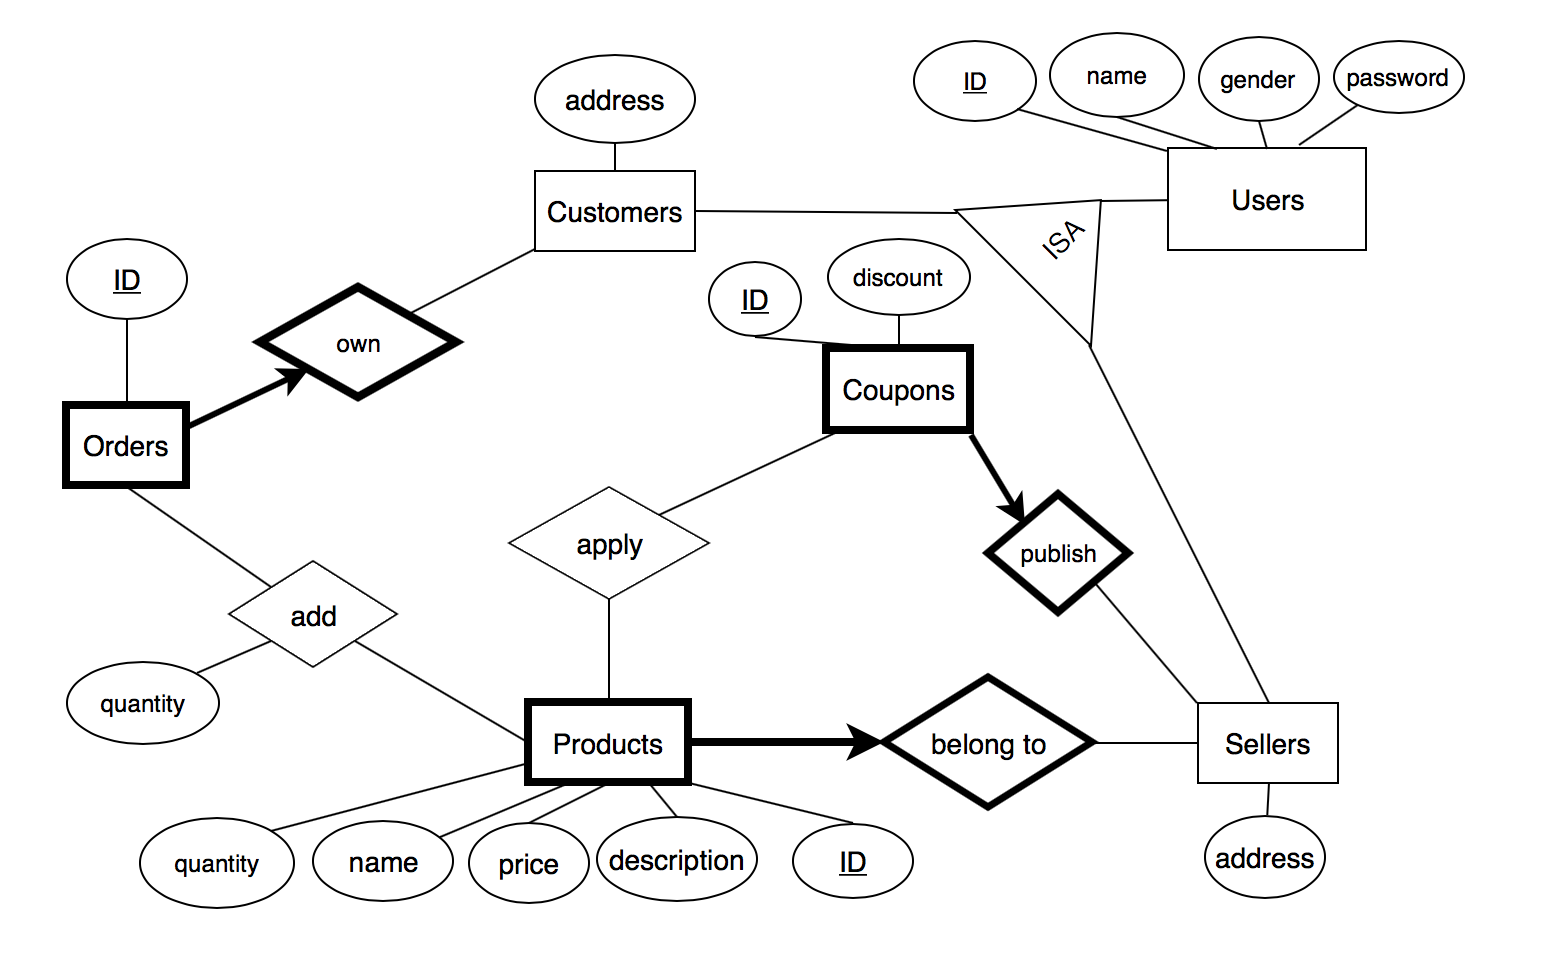 ID
name
gender
password
address
Users
Customers
ISA
ID
ID
discount
own
Coupons
Orders
apply
publish
add
quantity
Products
belong to
Sellers
quantity
name
price
description
ID
address